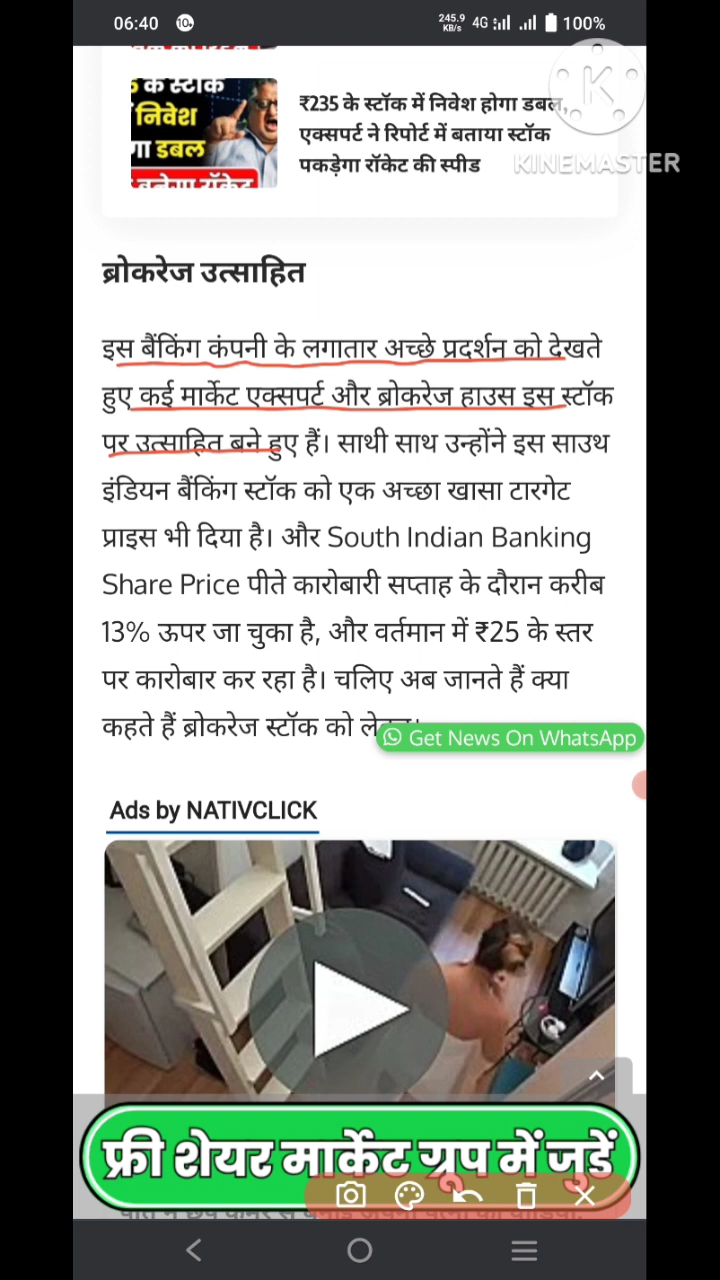 06:40
245.9 KB/s 4G 100%
के स्टॉक
निवेश
गा डबल
₹235 के स्टॉक में निवेश होगा डबल,
एक्सपर्ट ने रिपोर्ट में बताया स्टॉक
पकड़ेगा रॉकेट की स्पीड
K
KINEMASTER
ब्रोकरेज उत्साहित
इस बैंकिंग कंपनी के लगातार अच्छे प्रदर्शन को देखते
हुए कई मार्केट एक्सपर्ट और ब्रोकरेज हाउस इस स्टॉक
पर उत्साहित बने हुए हैं। साथी साथ उन्होंने इस साउथ
इंडियन बैंकिंग स्टॉक को एक अच्छा खासा टारगेट
प्राइस भी दिया है। और South Indian Banking
Share Price पीते कारोबारी सप्ताह के दौरान करीब
13% ऊपर जा चुका है, और वर्तमान में ₹25 के स्तर
पर कारोबार कर रहा है। चलिए अब जानते हैं क्या
कहते हैं ब्रोकरेज स्टॉक को
Get News On WhatsApp
Ads by NATIVCLICK
फ्री शेयर मार्केट ग्रुप में जुड़ें